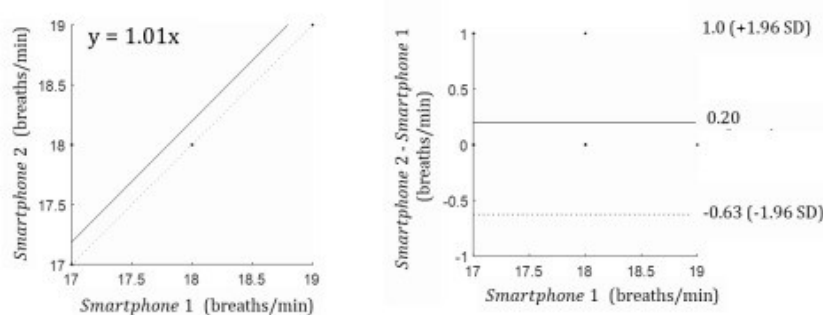 y = 1.01x
19
18.5
18
17.5
17
17
17.5
18
18.5
19
Smartphone 2 (breaths/min)
Smartphone 1 (breaths/min)
1
0.5
0
-0.5
-1
17
17.5
18
18.5
19
Smartphone 2 - Smartphone 1
(breaths/min)
Smartphone 1 (breaths/min)
1.0 (+1.96 SD)
0.20
-0.63 (-1.96 SD)